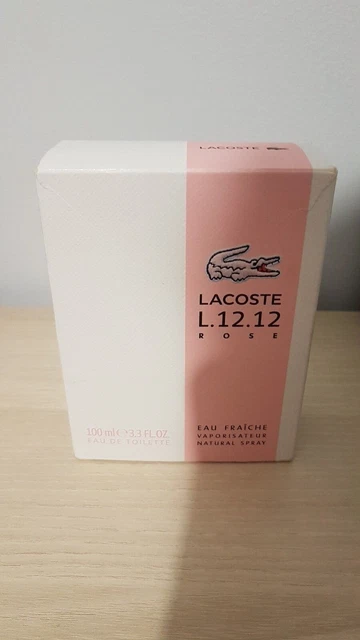 LACOSTE
LACOSTE
L.12.12
ROSE
100 ml ℮ 3.3 FL.OZ
EAU DE TOILETTE
EAU FRAÎCHE
VAPORISATEUR
NATURAL SPRAY